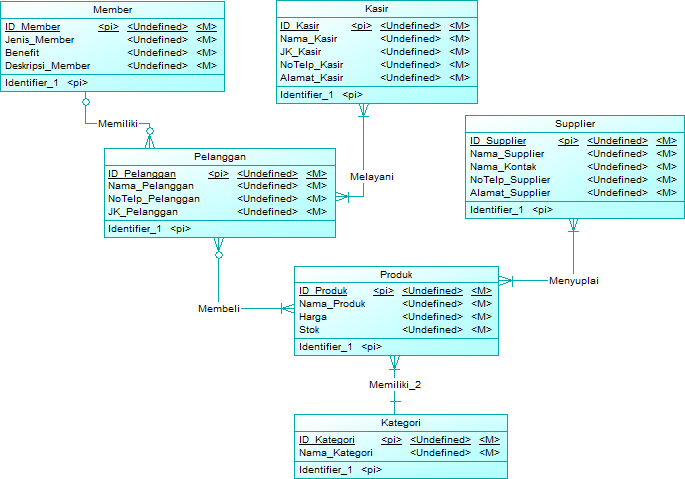 Member
ID_Member <pi> <Undefined> <M>
Jenis_Member <Undefined> <M>
Benefit <Undefined> <M>
Deskripsi_Member <Undefined> <M>
Identifier_1 <pi>
Kasir
ID_Kasir <pi> <Undefined> <M>
Nama_Kasir <Undefined> <M>
JK_Kasir <Undefined> <M>
NoTelp_Kasir <Undefined> <M>
Alamat_Kasir <Undefined> <M>
Identifier_1 <pi>
Memiliki
Supplier
ID_Supplier <pi> <Undefined> <M>
Nama_Supplier <Undefined> <M>
Nama_Kontak <Undefined> <M>
NoTelp_Supplier <Undefined> <M>
Alamat_Supplier <Undefined> <M>
Identifier_1 <pi>
Pelanggan
ID_Pelanggan <pi> <Undefined> <M>
Nama_Pelanggan <Undefined> <M>
NoTelp_Pelanggan <Undefined> <M>
JK_Pelanggan <Undefined> <M>
Identifier_1 <pi>
Melayani
Produk
ID_Produk <pi> <Undefined> <M>
Nama_Produk <Undefined> <M>
Harga <Undefined> <M>
Stok <Undefined> <M>
Identifier_1 <pi>
Menyuplai
Membeli
Memiliki_2
Kategori
ID_Kategori <pi> <Undefined> <M>
Nama_Kategori <Undefined> <M>
Identifier_1 <pi>